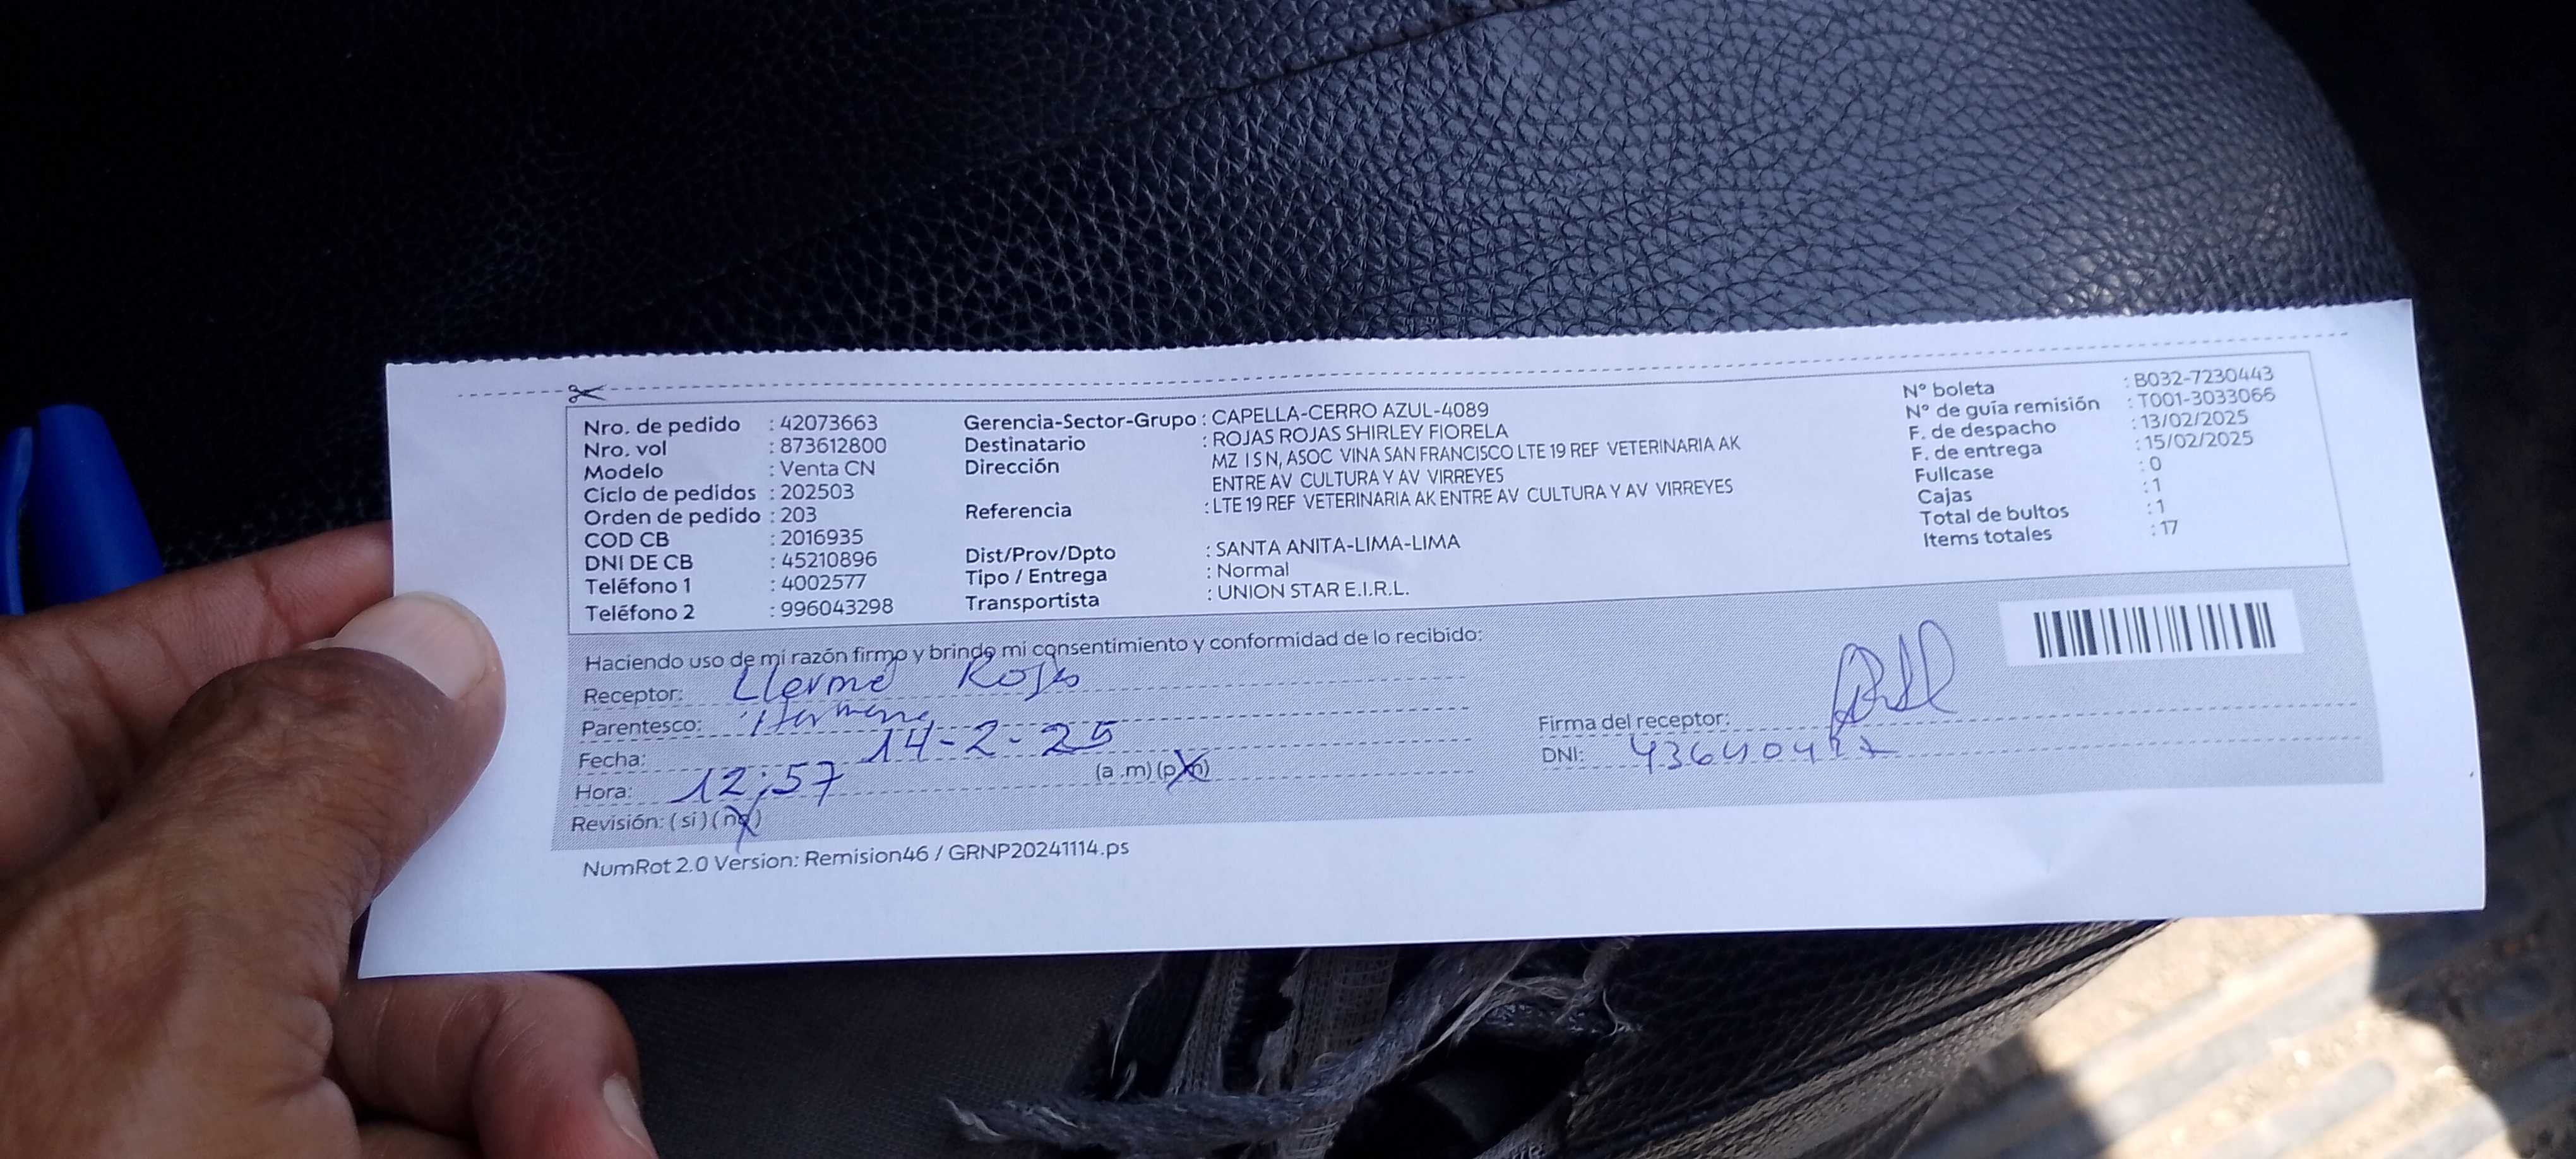 Nro. de pedido : 42073663
Nro. vol : 873612800
Modelo : Venta CN
Ciclo de pedidos : 202503
Orden de pedido : 203
COD CB : 2016935
DNI DE CB : 45210896
Teléfono 1 : 4002577
Teléfono 2 : 996043298
Gerencia-Sector-Grupo : CAPELLA-CERRO AZUL-4089
Destinatario : ROJAS ROJAS SHIRLEY FIORELA
Dirección MZ I S N, ASOC VINA SAN FRANCISCO LTE 19 REF VETERINARIA AK
ENTRE AV CULTURA Y AV VIRREYES
Referencia : LTE 19 REF VETERINARIA AK ENTRE AV CULTURA Y AV VIRREYES
Dist/Prov/Dpto : SANTA ANITA-LIMA-LIMA
Tipo / Entrega : Normal
Transportista : UNION STAR E.I.R.L.
N° boleta : B032-7230443
N° de guía remisión : T001-3033066
F. de despacho : 13/02/2025
F. de entrega : 15/02/2025
Fullcase : 0
Cajas : 1
Total de bultos : 1
Items totales : 17
Haciendo uso de mi razón firmo y brindo mi consentimiento y conformidad de lo recibido:
Receptor: Rojas
Parentesco: Hermana
Fecha: 14-2-25
Hora: 12:57 (a .m) (p.m)
Revisión: ( si ) ( no )
Firma del receptor:
DNI:
NumRot 2.0 Version: Remision46 / GRNP20241114.ps